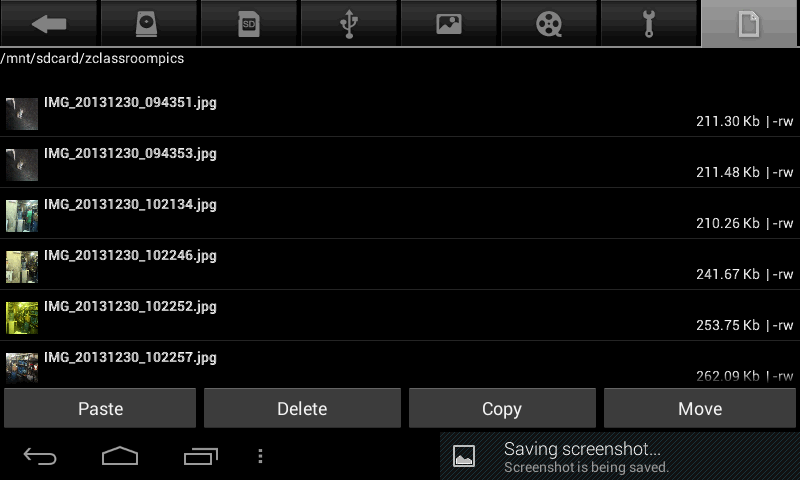 SD
/mnt/sdcard/zclassroompics
IMG_20131230_094351.jpg
211.30 Kb | -rw
IMG_20131230_094353.jpg
211.48 Kb | -rw
IMG_20131230_102134.jpg
210.26 Kb | -rw
IMG_20131230_102246.jpg
241.67 Kb | -rw
IMG_20131230_102252.jpg
253.75 Kb | -rw
IMG_20131230_102257.jpg
262.09 Kb | -rw
Paste
Delete
Copy
Move
Saving screenshot...
Screenshot is being saved.